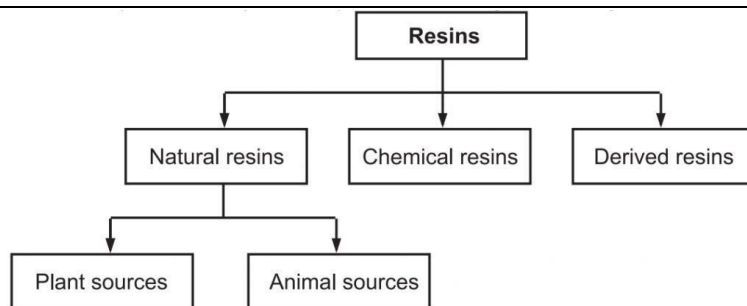 Resins
Natural resins
Chemical resins
Derived resins
Plant sources
Animal sources